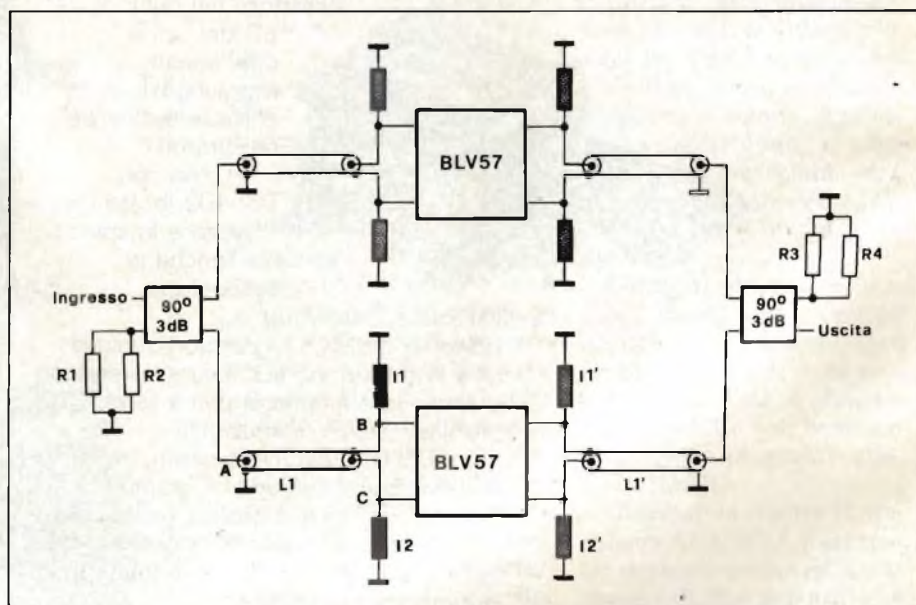 BLV57
R3
R4
Ingresso
90°
3dB
90°
3dB
Uscita
R1
R2
I1
I1'
B
BLV57
A
L1
C
L1'
I2
I2'